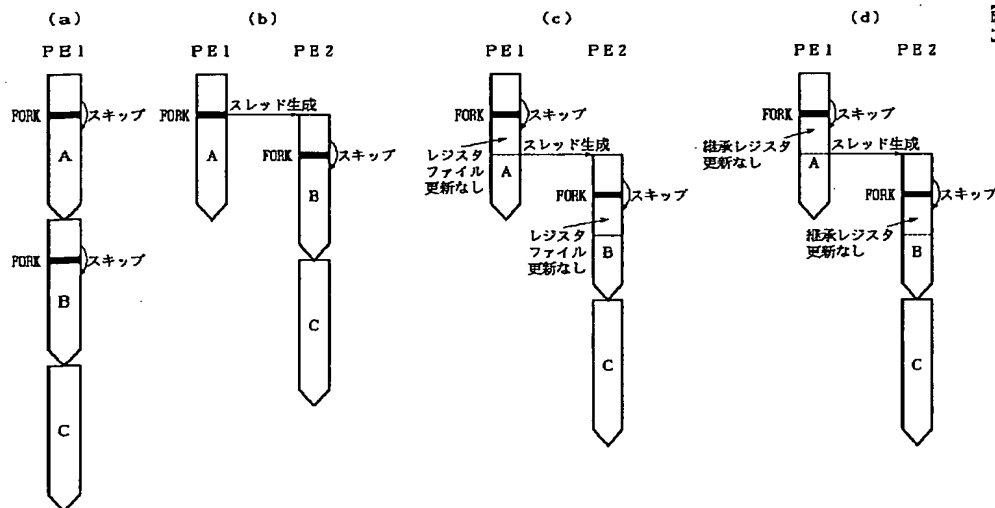 (a)
PE1
FORK
スキップ
A
FORK
スキップ
B
C
(b)
PE1
PE2
FORK
スレッド生成
A
FORK
スキップ
B
C
(c)
PE1
PE2
FORK
スキップ
スレッド生成
レジスタ
ファイル
更新なし
A
FORK
スキップ
レジスタ
ファイル
更新なし
B
C
(d)
PE1
PE2
FORK
スキップ
継承レジスタ
更新なし
スレッド生成
A
FORK
スキップ
継承レジスタ
更新なし
B
C